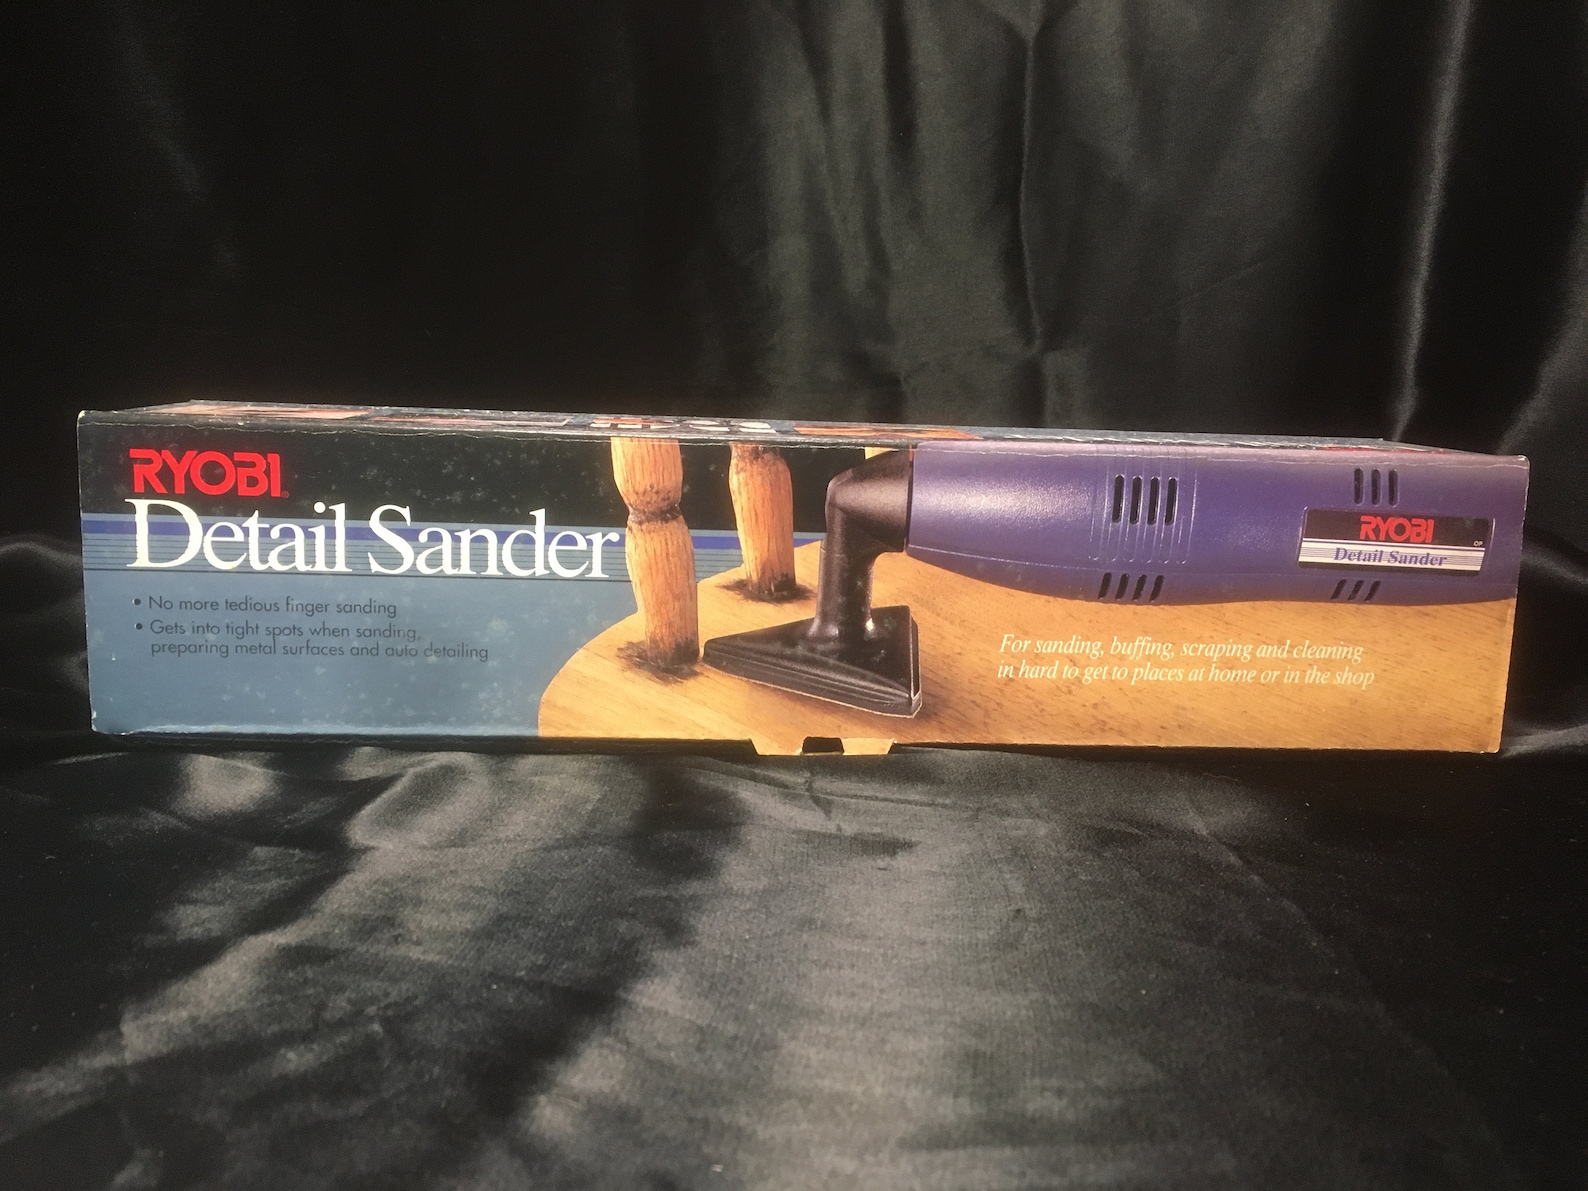 RYOBI
Detail Sander
• No more tedious finger sanding
• Gets into tight spots when sanding,
preparing metal surfaces and auto detailing
RYOBI
Detail Sander
For sanding, buffing, scraping and cleaning
in hard to get to places at home or in the shop